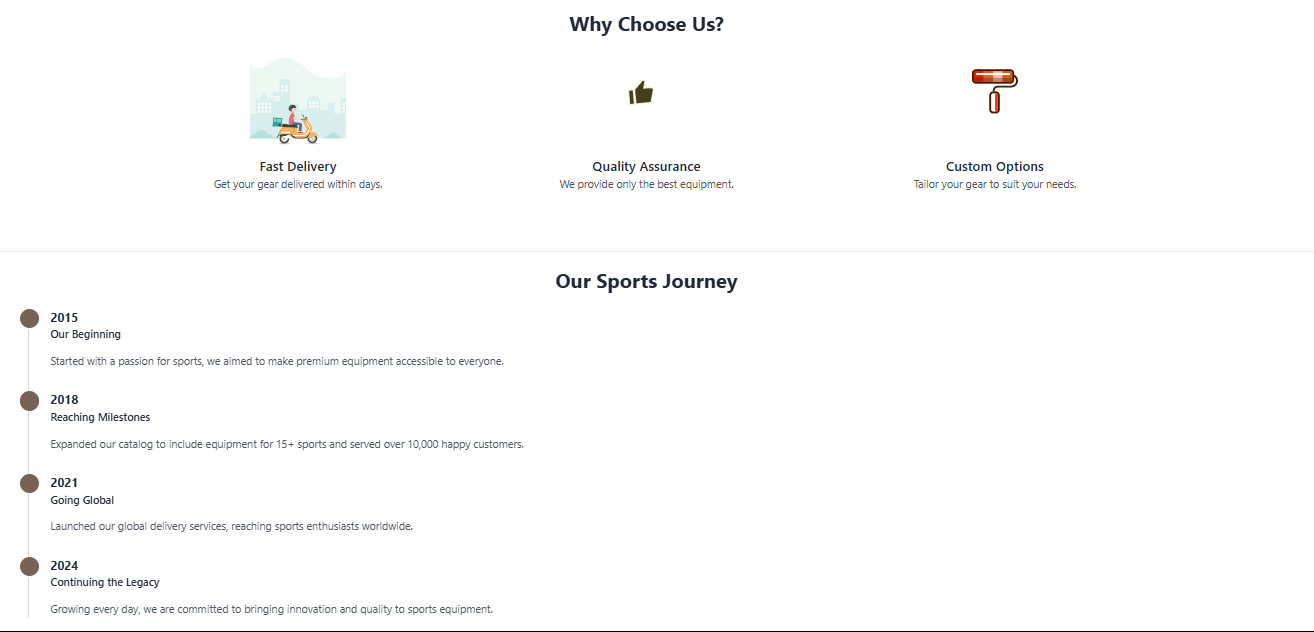 Why Choose Us?
Fast Delivery
Get your gear delivered within days.
Quality Assurance
We provide only the best equipment.
Custom Options
Tailor your gear to suit your needs.
Our Sports Journey
2015
Our Beginning
Started with a passion for sports, we aimed to make premium equipment accessible to everyone.
2018
Reaching Milestones
Expanded our catalog to include equipment for 15+ sports and served over 10,000 happy customers.
2021
Going Global
Launched our global delivery services, reaching sports enthusiasts worldwide.
2024
Continuing the Legacy
Growing every day, we are committed to bringing innovation and quality to sports equipment.